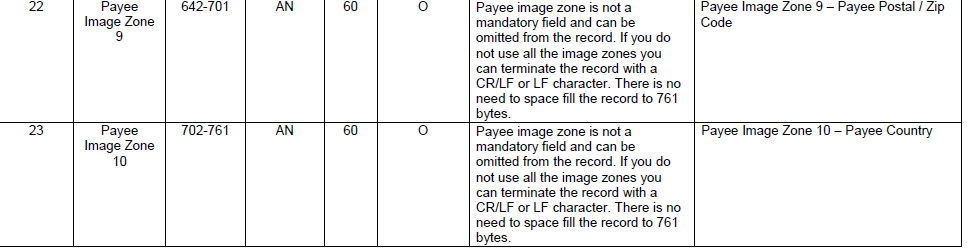 22
Payee
Image Zone
9
642-701
AN
60
O
Payee image zone is not a
mandatory field and can be
omitted from the record. If you do
not use all the image zones you
can terminate the record with a
CR/LF or LF character. There is no
need to space fill the record to 761
bytes.
Payee Image Zone 9 – Payee Postal / Zip
Code
23
Payee
Image Zone
10
702-761
AN
60
O
Payee image zone is not a
mandatory field and can be
omitted from the record. If you do
not use all the image zones you
can terminate the record with a
CR/LF or LF character. There is no
need to space fill the record to 761
bytes.
Payee Image Zone 10 – Payee Country